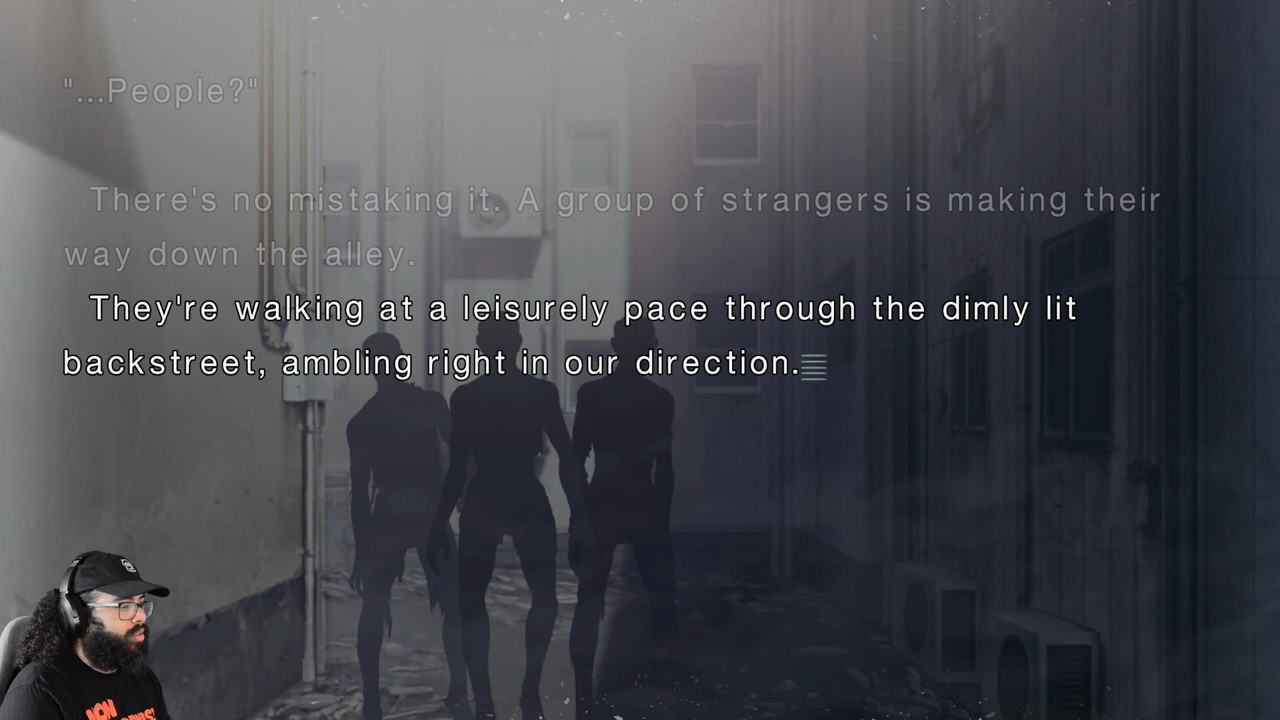 "...People?"
There's no mistaking it. A group of strangers is making their
way down the alley.
They're walking at a leisurely pace through the dimly lit
backstreet, ambling right in our direction.
NON